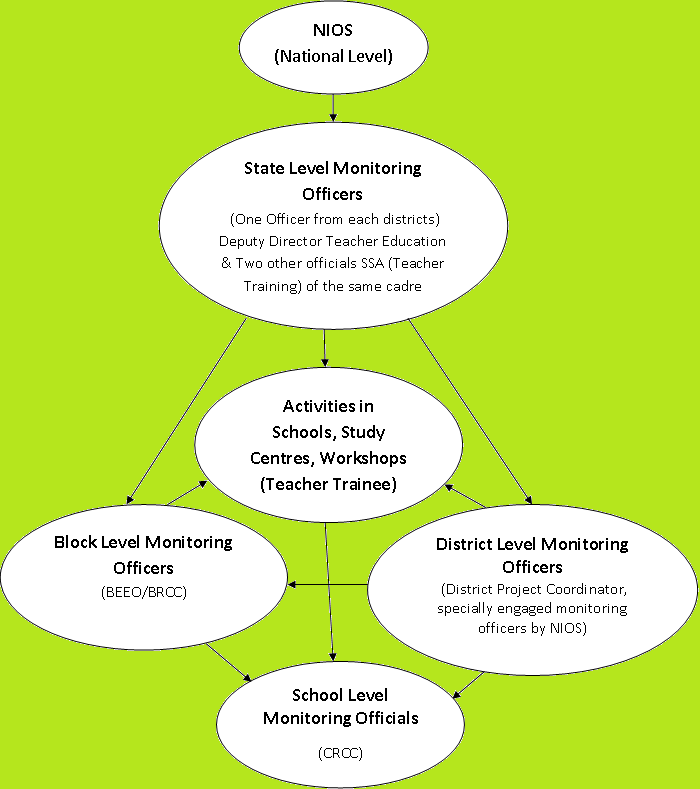 NIOS
(National Level)
State Level Monitoring
Officers
(One Officer from each districts)
Deputy Director Teacher Education
& Two other officials SSA (Teacher
Training) of the same cadre
Activities in
Schools, Study
Centres, Workshops
(Teacher Trainee)
Block Level Monitoring
Officers
(BEEO/BRCC)
District Level Monitoring
Officers
(District Project Coordinator,
specially engaged monitoring
officers by NIOS)
School Level
Monitoring Officials
(CRCC)